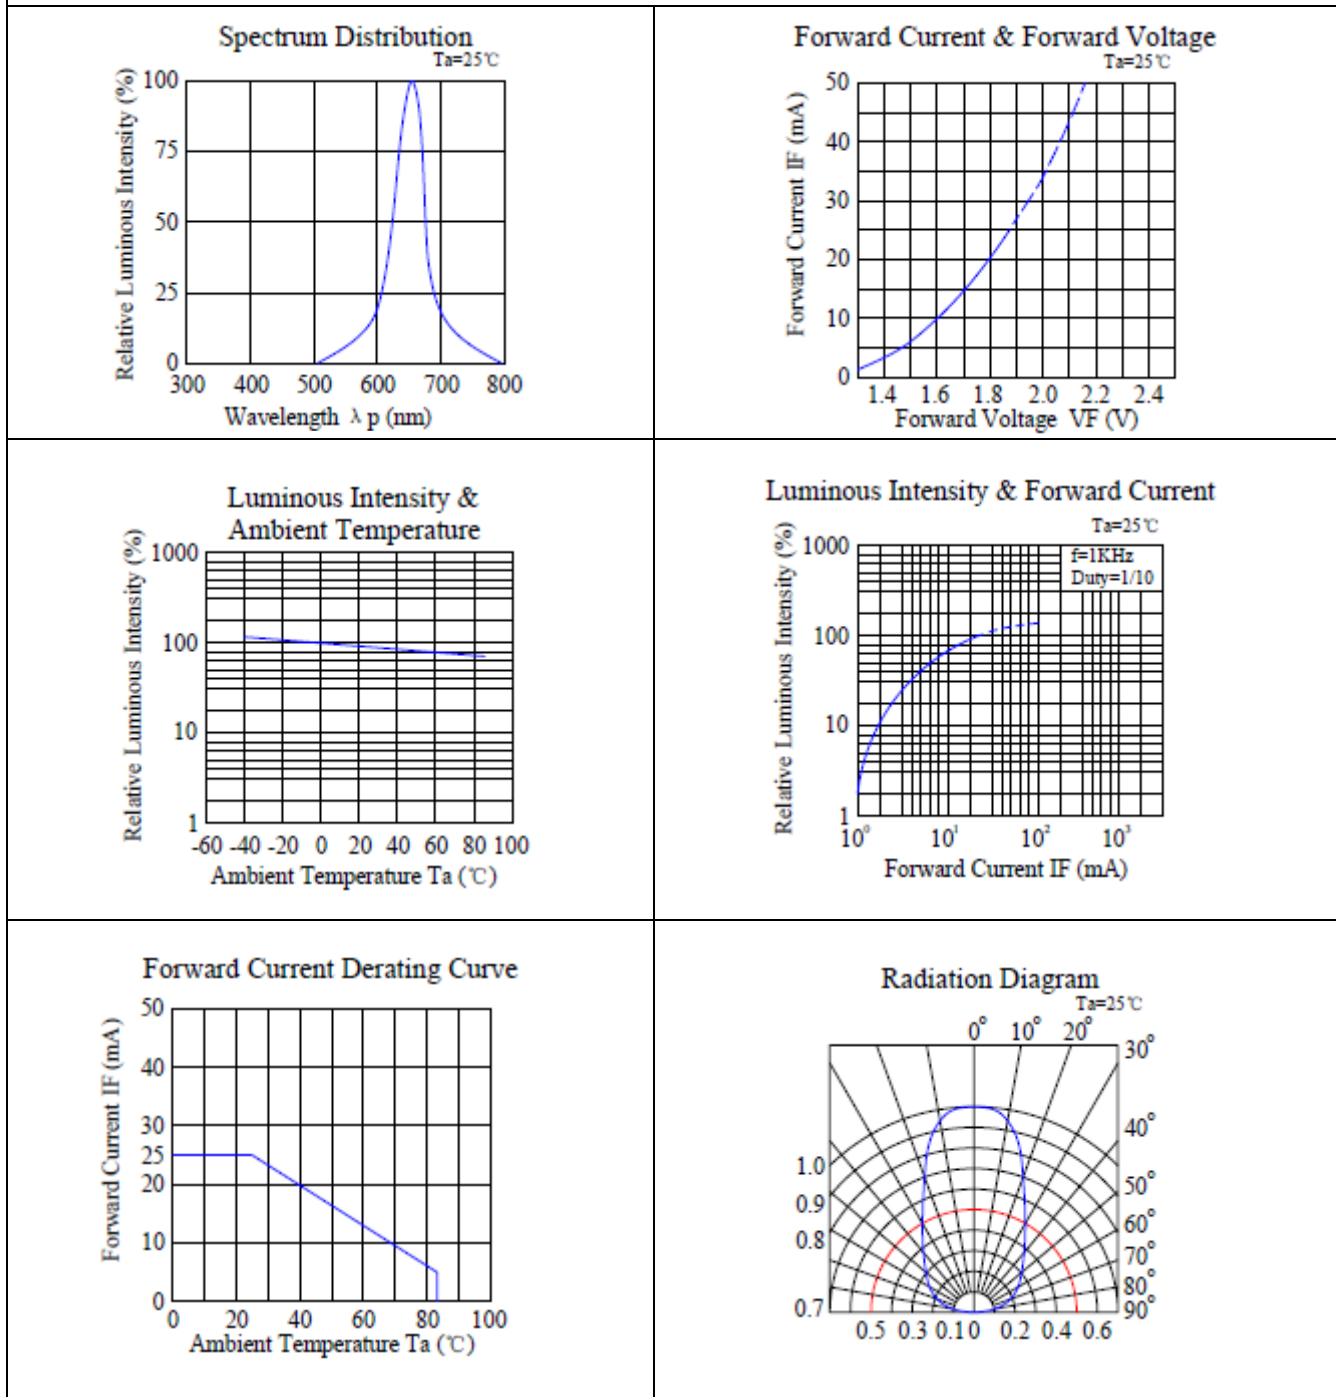 Spectrum Distribution
Ta=25℃
Relative Luminous Intensity (%)
100
75
50
25
0
300 400 500 600 700 800
Wavelength λ p (nm)
Forward Current & Forward Voltage
Ta=25℃
Forward Current IF (mA)
50
40
30
20
10
0
1.4 1.6 1.8 2.0 2.2 2.4
Forward Voltage VF (V)
Luminous Intensity &
Ambient Temperature
Relative Luminous Intensity (%)
1000
100
10
1
-60 -40 -20 0 20 40 60 80 100
Ambient Temperature Ta (℃)
Luminous Intensity & Forward Current
Ta=25℃
Relative Luminous Intensity (%)
f=1KHz
Duty=1/10
1000
100
10
1
10⁰ 10¹ 10² 10³
Forward Current IF (mA)
Forward Current Derating Curve
Forward Current IF (mA)
50
40
30
25
20
10
0
0 20 40 60 80 100
Ambient Temperature Ta (℃)
Radiation Diagram
Ta=25℃
0° 10° 20°
30°
40°
50°
60°
70°
80°
90°
1.0
0.9
0.8
0.7
0.5 0.3 0.1 0 0.2 0.4 0.6